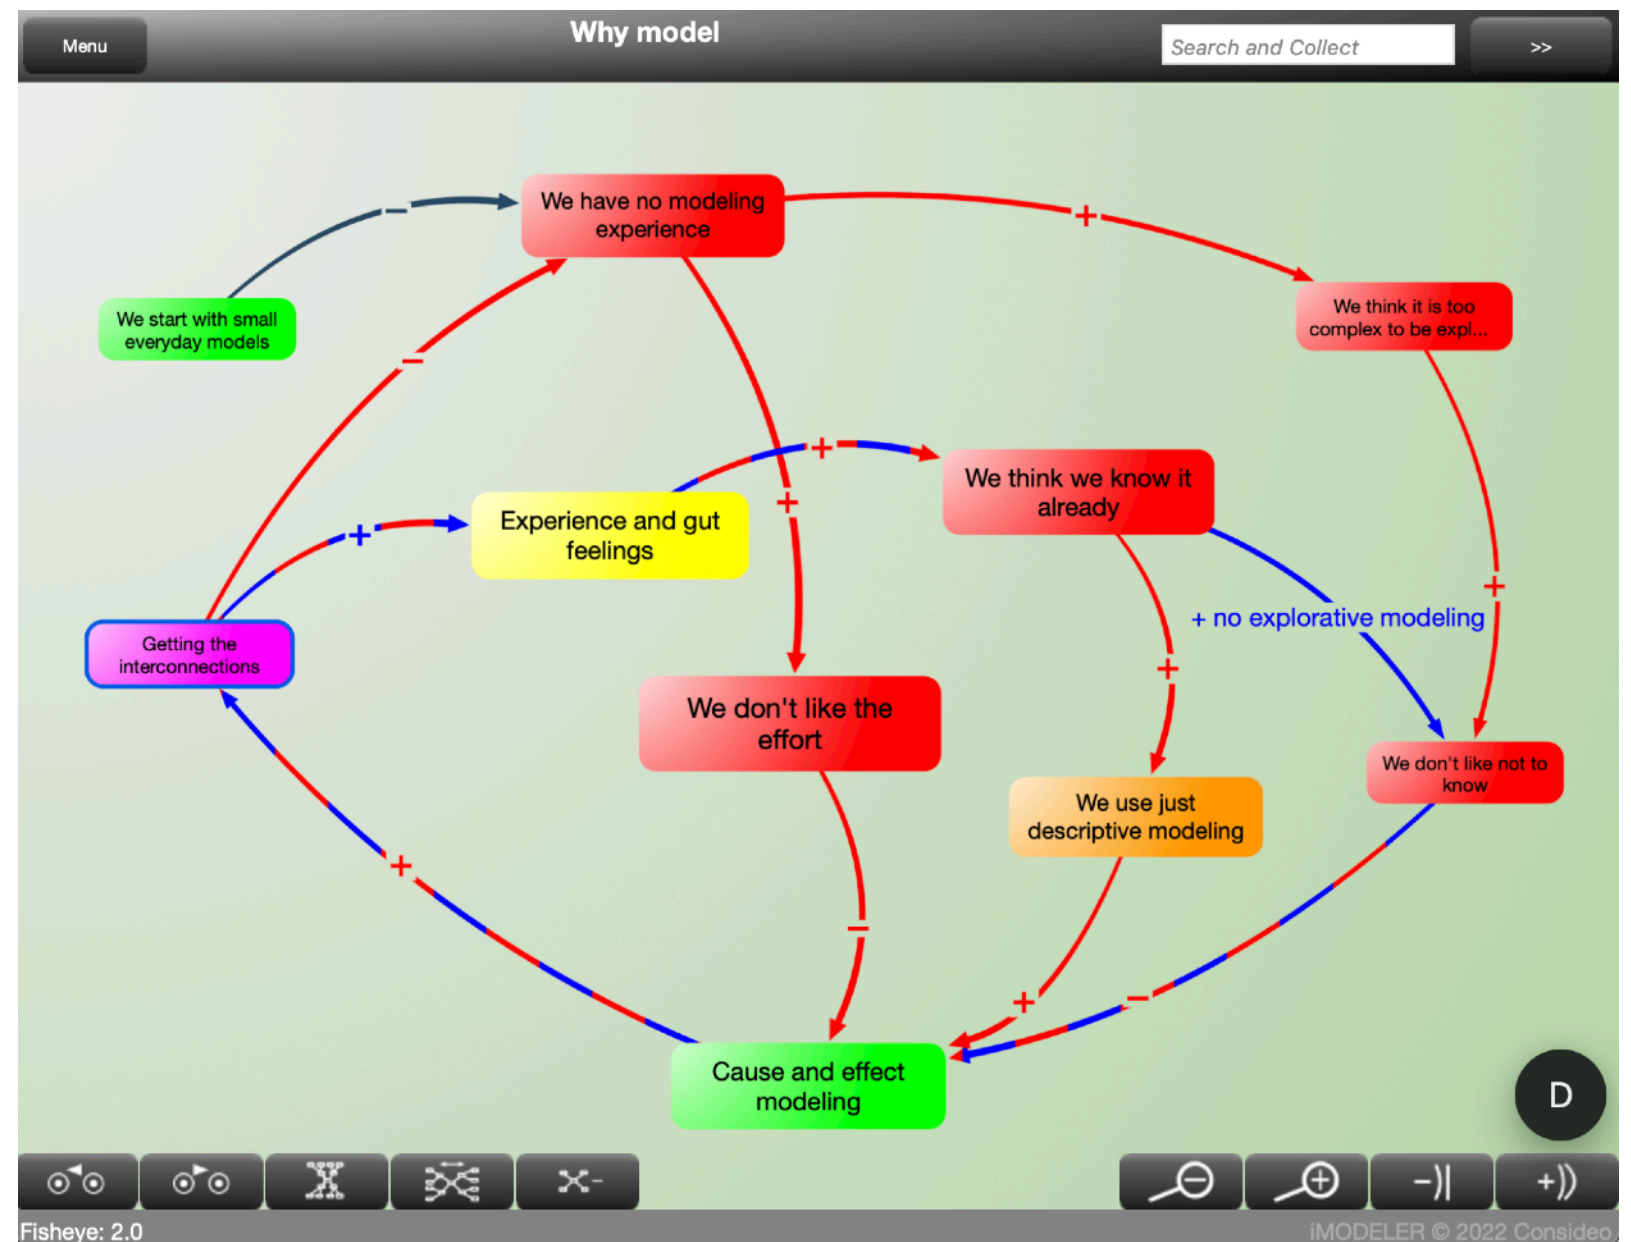 Menu
Why model
Search and Collect
>>
We have no modeling
experience
–
+
We start with small
everyday models
We think it is too
complex to be expl...
–
+
We think we know it
already
Experience and gut
feelings
+
+
+
+ no explorative modeling
Getting the
interconnections
+
We don't like the
effort
We don't like not to
know
We use just
descriptive modeling
+
–
+
–
Cause and effect
modeling
D
-)|
+))
Fisheye: 2.0
iMODELER © 2022 Consideo